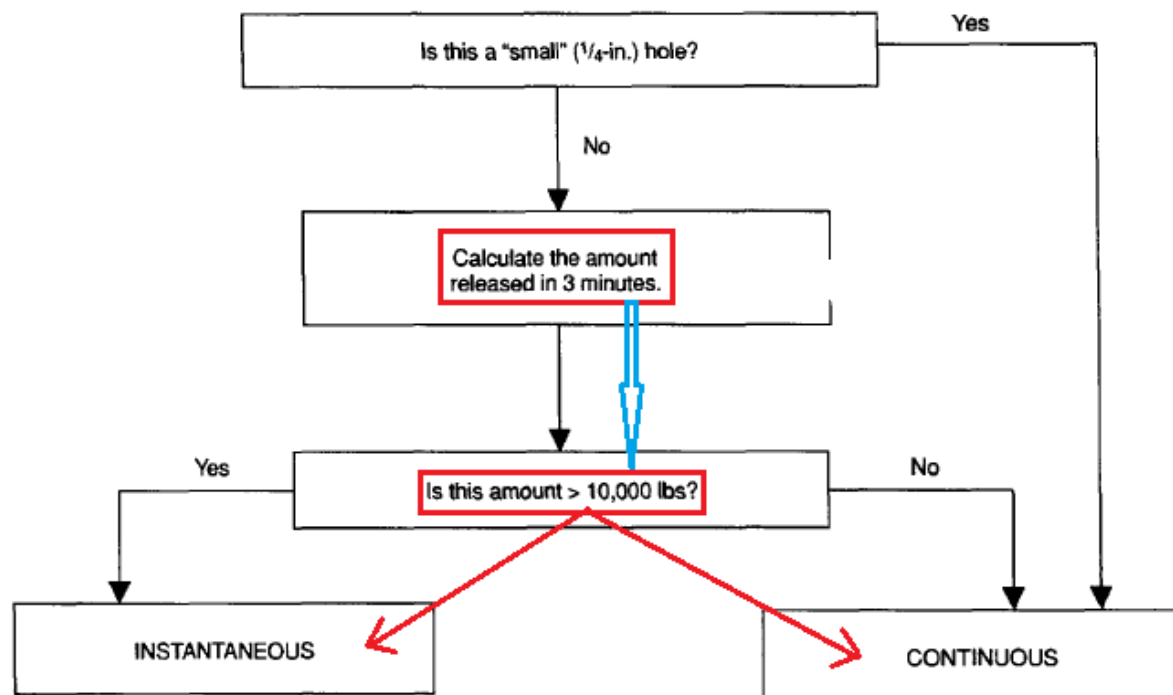 Is this a “small” (1/4-in.) hole?
Yes
No
Calculate the amount
released in 3 minutes.
Yes
Is this amount > 10,000 lbs?
No
INSTANTANEOUS
CONTINUOUS